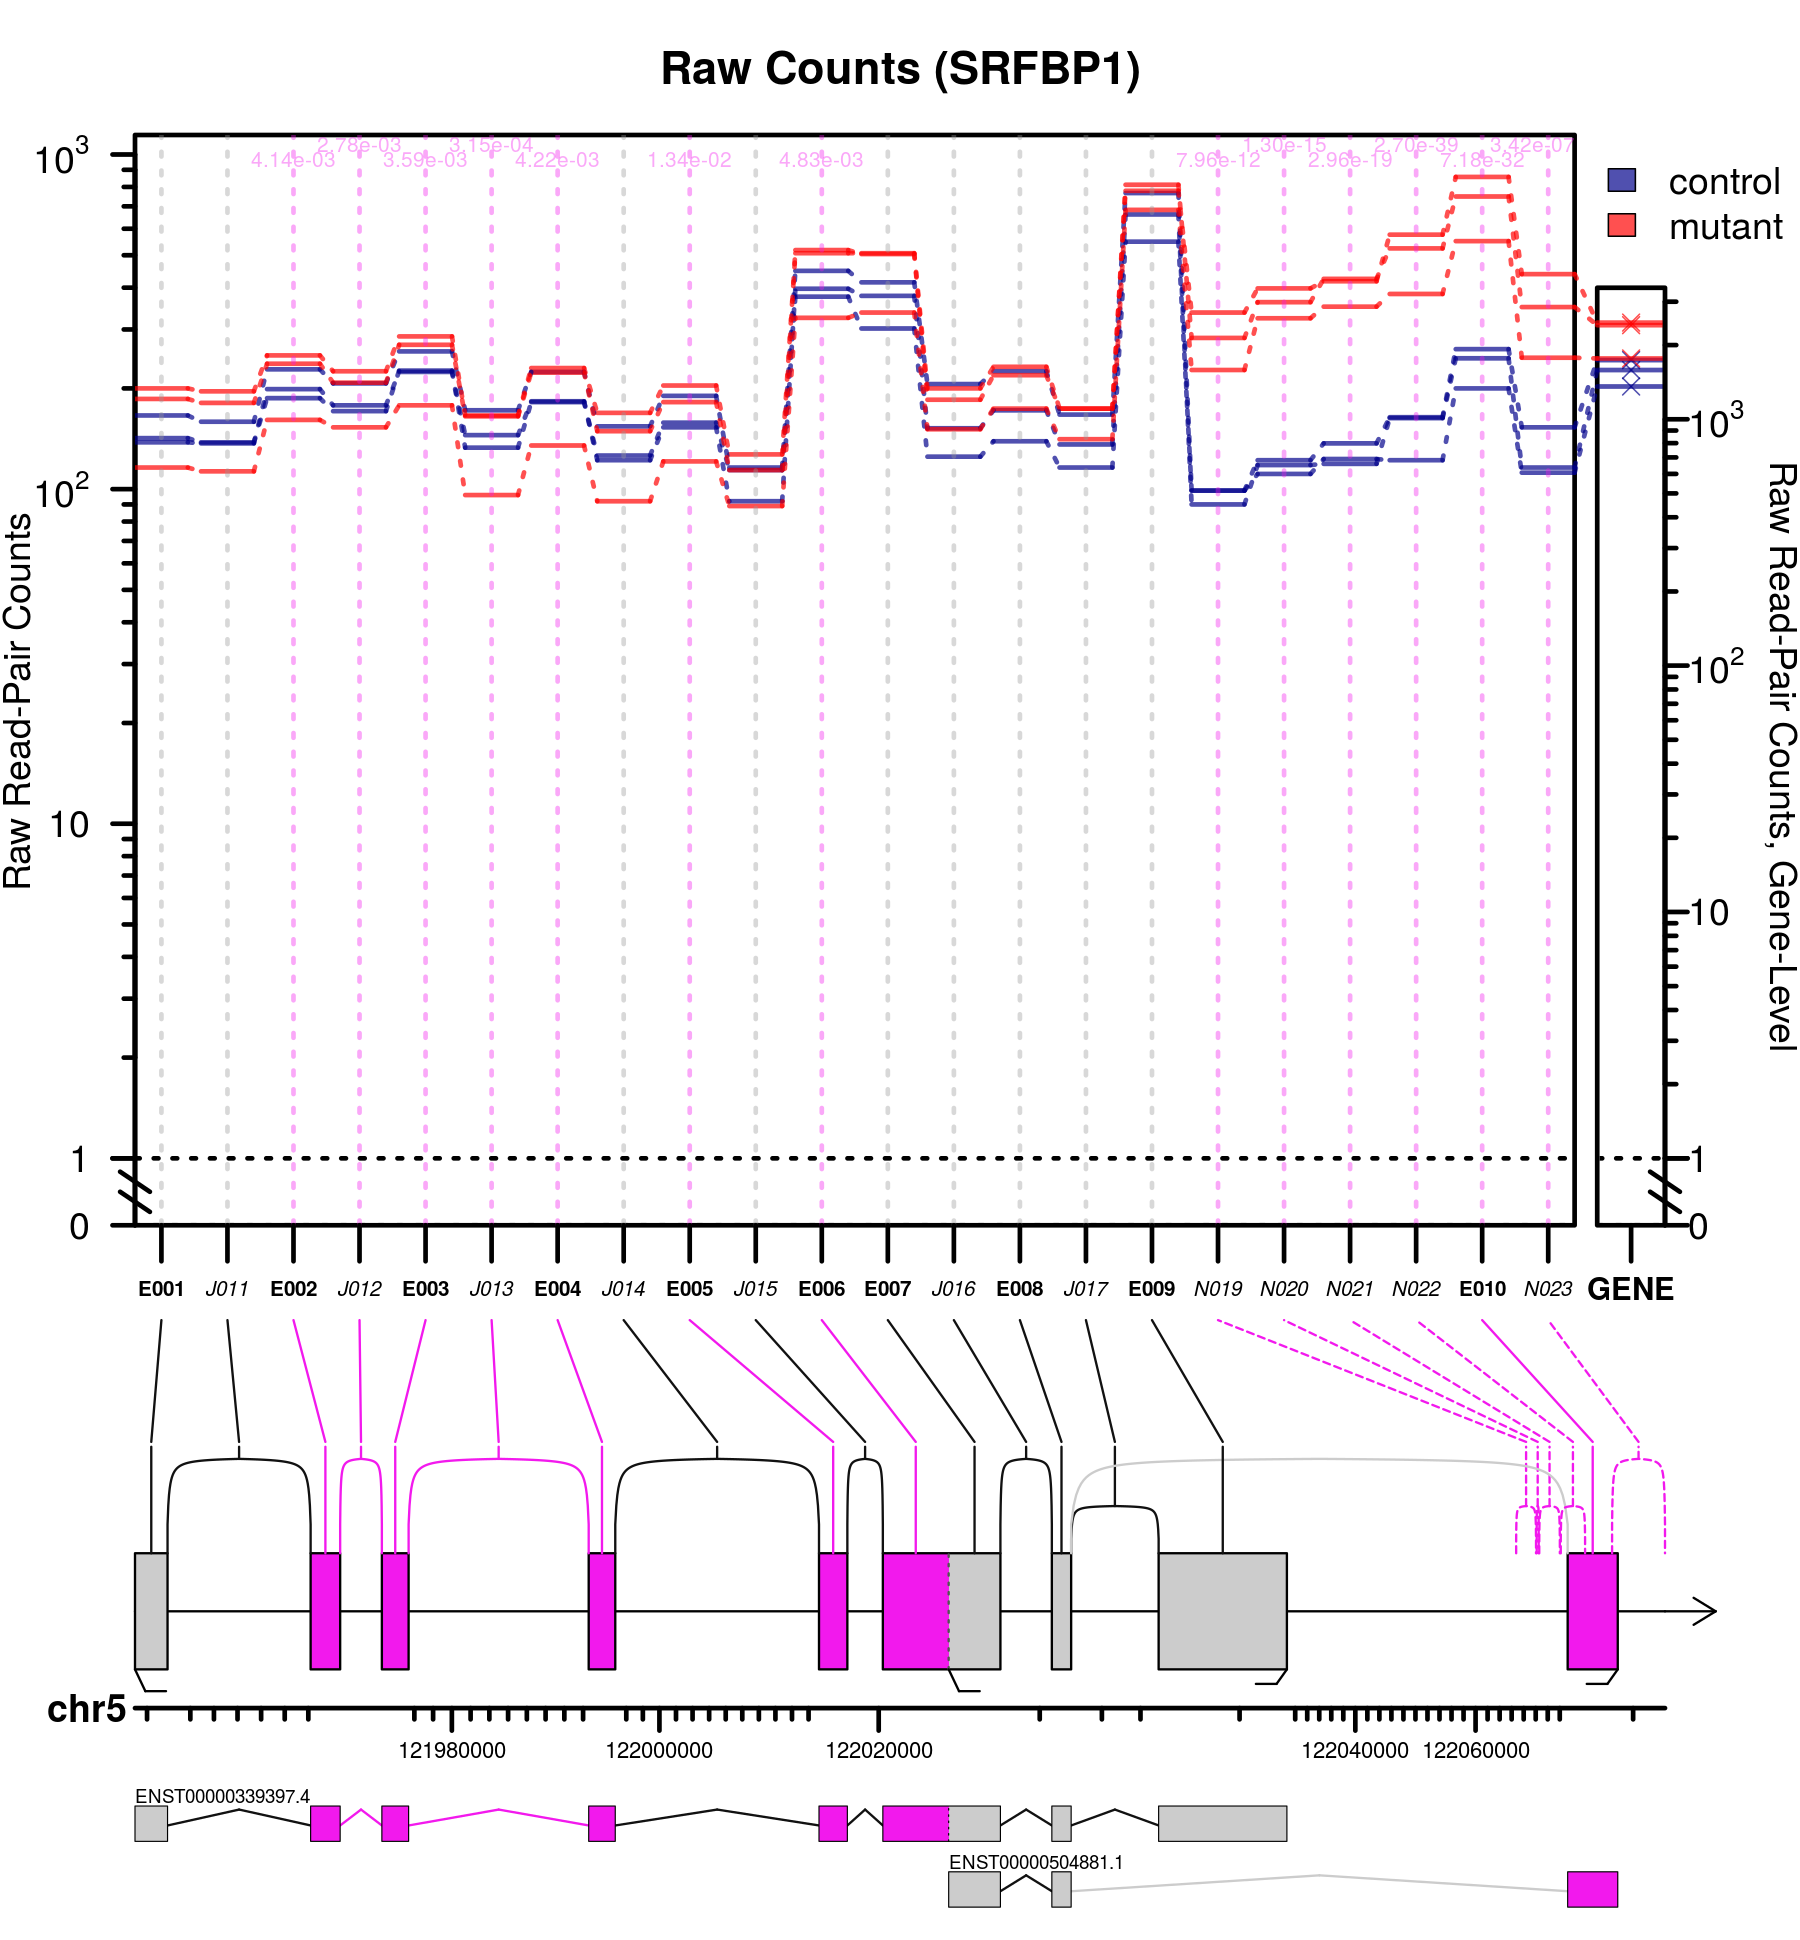 Raw Counts (SRFBP1)
2.78e-03 3.15e-04 1.30e-15 2.70e-39 3.42e-07
4.14e-03 3.59e-03 4.22e-03 1.34e-02 4.83e-03 7.96e-12 2.96e-19 7.18e-32
control
mutant
Raw Read-Pair Counts
10³
10²
10
1
0
Raw Read-Pair Counts, Gene-Level
10³
10²
10
1
0
E001 J011 E002 J012 E003 J013 E004 J014 E005 J015 E006 E007 J016 E008 J017 E009 N019 N020 N021 N022 E010 N023 GENE
chr5
121980000 122000000 122020000 122040000 122060000
ENST00000339397.4
ENST00000504881.1